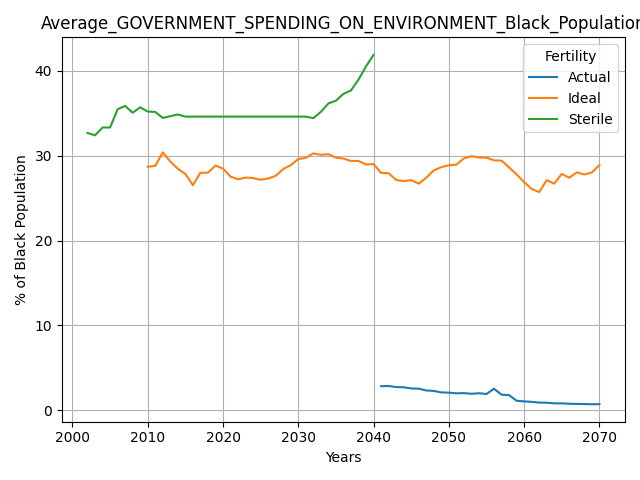 Average_GOVERNMENT_SPENDING_ON_ENVIRONMENT_Black_Population
Fertility
Actual
Ideal
Sterile
% of Black Population
40
30
20
10
0
2000 2010 2020 2030 2040 2050 2060 2070
Years